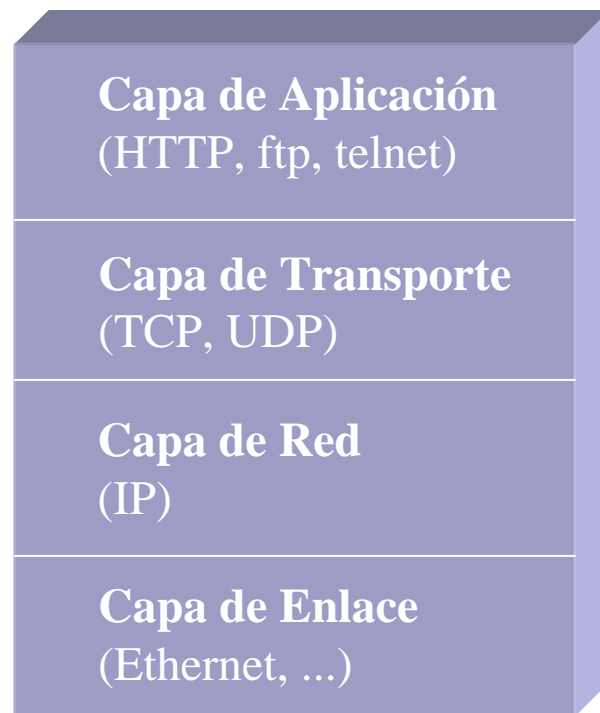 Capa de Aplicación
(HTTP, ftp, telnet)
Capa de Transporte
(TCP, UDP)
Capa de Red
(IP)
Capa de Enlace
(Ethernet, ...)